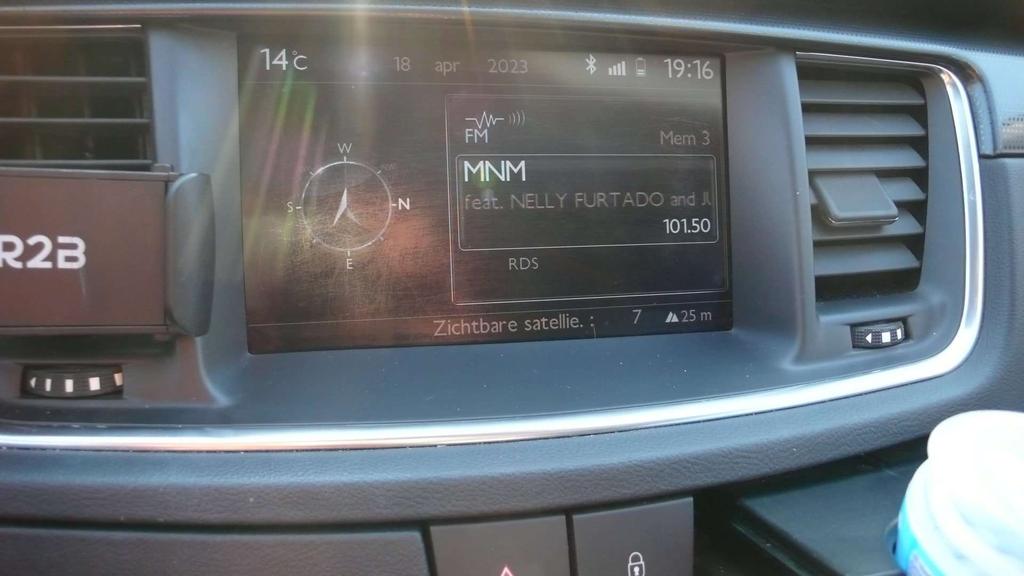 14°C 18 apr 2023 19:16
FM
Mem 3
MNM
feat. NELLY FURTADO and JU
101.50
RDS
W
S N
E
Zichtbare satellie. : 7 25 m
R2B